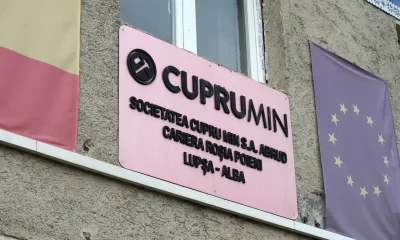 CUPRUMIN
SOCIETATEA CUPRU MIN S.A. ABRUD
CARIERA ROȘIA POIENI
LUPȘA - ALBA